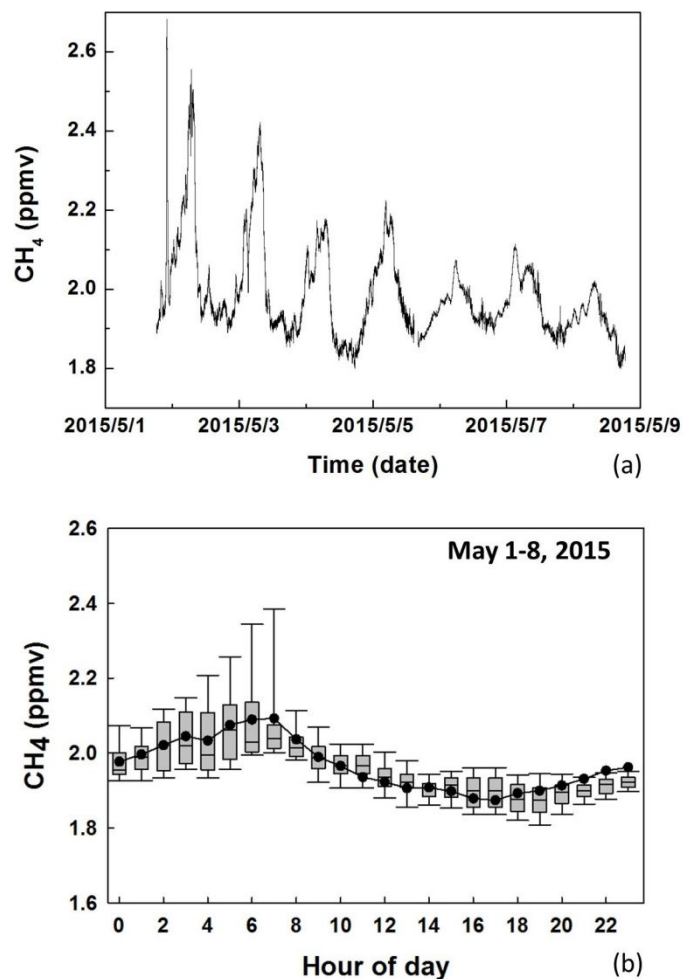 2.6
2.4
2.2
2.0
1.8
CH4 (ppmv)
2015/5/1 2015/5/3 2015/5/5 2015/5/7 2015/5/9
Time (date) (a)
May 1-8, 2015
2.6
2.4
2.2
2.0
1.8
1.6
CH4 (ppmv)
0 2 4 6 8 10 12 14 16 18 20 22
Hour of day (b)